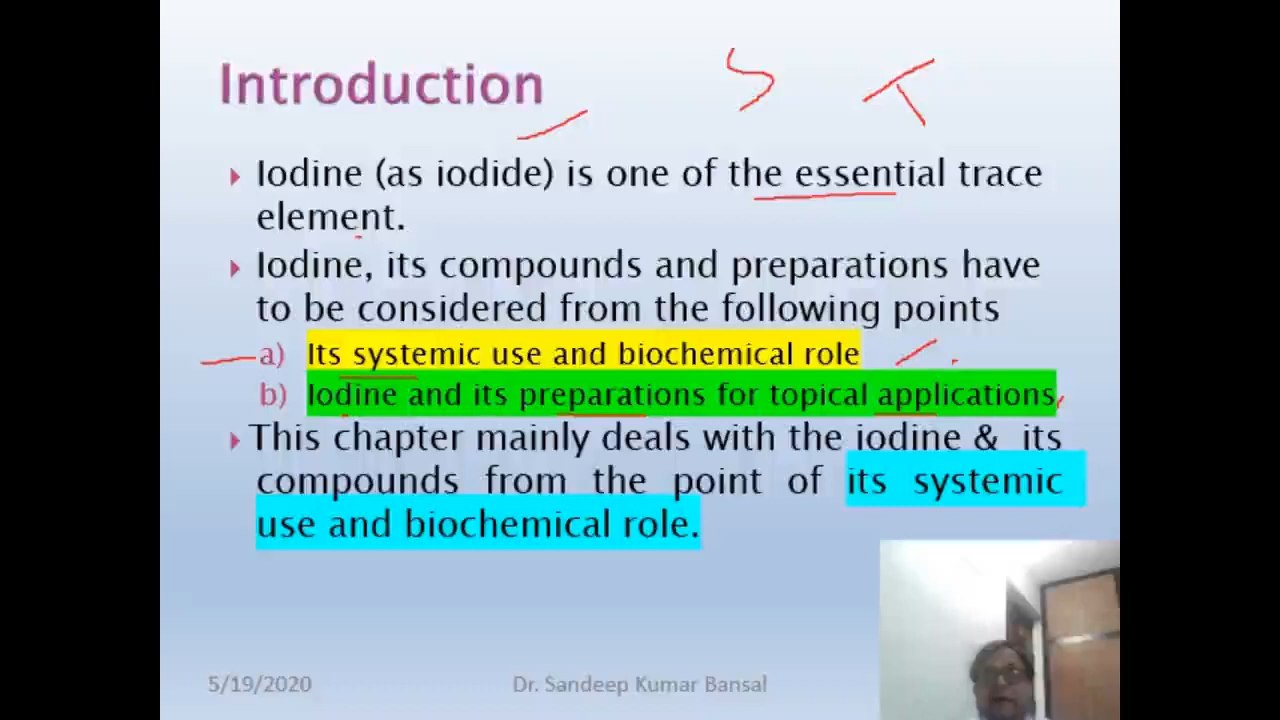 Introduction
S T
Iodine (as iodide) is one of the essential trace
element.
Iodine, its compounds and preparations have
to be considered from the following points
a) Its systemic use and biochemical role
b) Iodine and its preparations for topical applications
This chapter mainly deals with the iodine & its
compounds from the point of its systemic
use and biochemical role.
5/19/2020 Dr. Sandeep Kumar Bansal